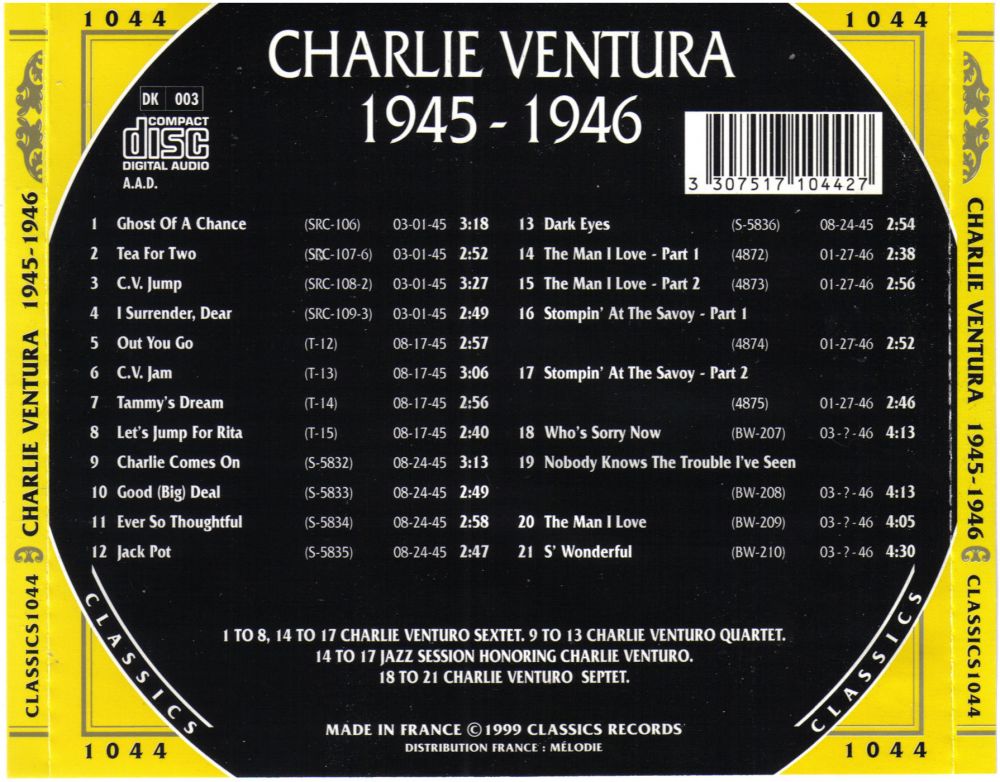 1044
1044
CHARLIE VENTURA
1945 - 1946
DK 003
COMPACT
disc
DIGITAL AUDIO
A.A.D.
3 307517 104427
1 Ghost Of A Chance (SRC-106) 03-01-45 3:18
2 Tea For Two (SRC-107-6) 03-01-45 2:52
3 C.V. Jump (SRC-108-2) 03-01-45 3:27
4 I Surrender, Dear (SRC-109-3) 03-01-45 2:49
5 Out You Go (T-12) 08-17-45 2:57
6 C.V. Jam (T-13) 08-17-45 3:06
7 Tammy's Dream (T-14) 08-17-45 2:56
8 Let's Jump For Rita (T-15) 08-17-45 2:40
9 Charlie Comes On (S-5832) 08-24-45 3:13
10 Good (Big) Deal (S-5833) 08-24-45 2:49
11 Ever So Thoughtful (S-5834) 08-24-45 2:58
12 Jack Pot (S-5835) 08-24-45 2:47
13 Dark Eyes (S-5836) 08-24-45 2:54
14 The Man I Love - Part 1 (4872) 01-27-46 2:38
15 The Man I Love - Part 2 (4873) 01-27-46 2:56
16 Stompin' At The Savoy - Part 1
(4874) 01-27-46 2:52
17 Stompin' At The Savoy - Part 2
(4875) 01-27-46 2:46
18 Who's Sorry Now (BW-207) 03-?-46 4:13
19 Nobody Knows The Trouble I've Seen
(BW-208) 03-?-46 4:13
20 The Man I Love (BW-209) 03-?-46 4:05
21 S' Wonderful (BW-210) 03-?-46 4:30
1 TO 8, 14 TO 17 CHARLIE VENTURO SEXTET. 9 TO 13 CHARLIE VENTURO QUARTET.
14 TO 17 JAZZ SESSION HONORING CHARLIE VENTURO.
18 TO 21 CHARLIE VENTURO SEPTET.
MADE IN FRANCE © 1999 CLASSICS RECORDS
DISTRIBUTION FRANCE : MÉLODIE
CLASSICS
CLASSICS
1044
1044
CLASSICS1044 CHARLIE VENTURA 1945-1946
CHARLIE VENTURA 1945-1946 CLASSICS1044